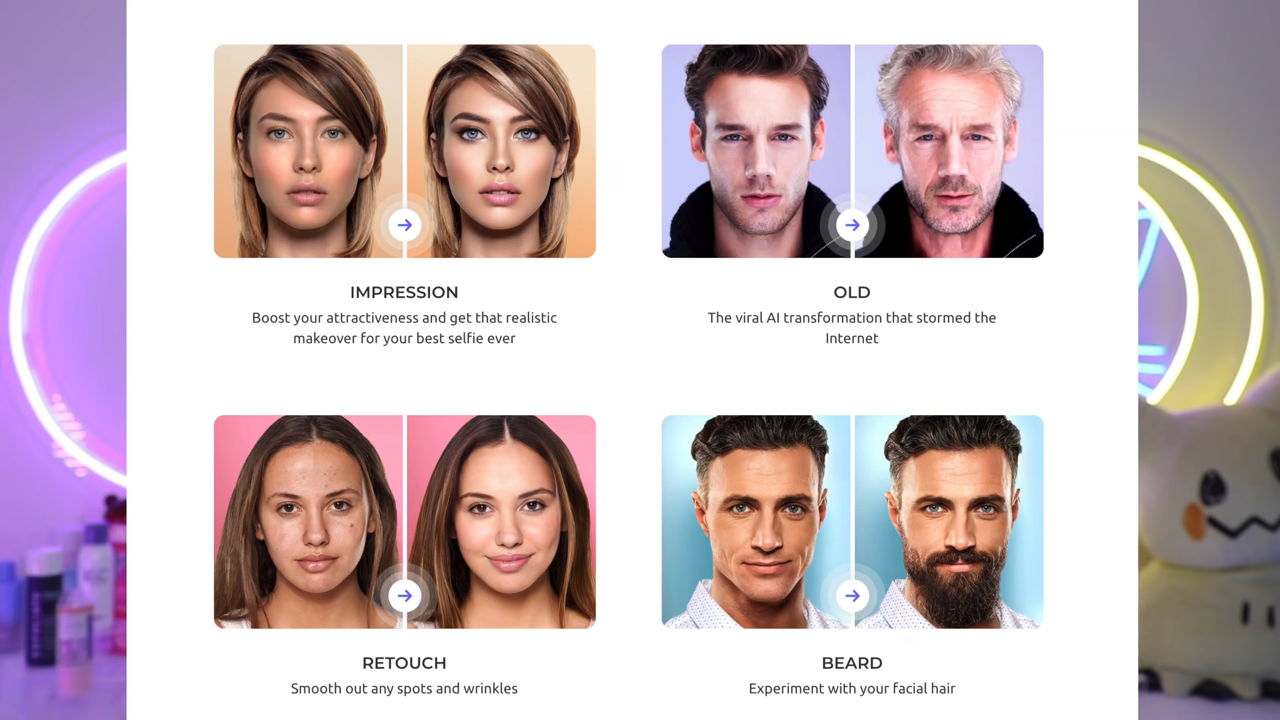 IMPRESSION
Boost your attractiveness and get that realistic
makeover for your best selfie ever
OLD
The viral AI transformation that stormed the
Internet
RETOUCH
Smooth out any spots and wrinkles
BEARD
Experiment with your facial hair